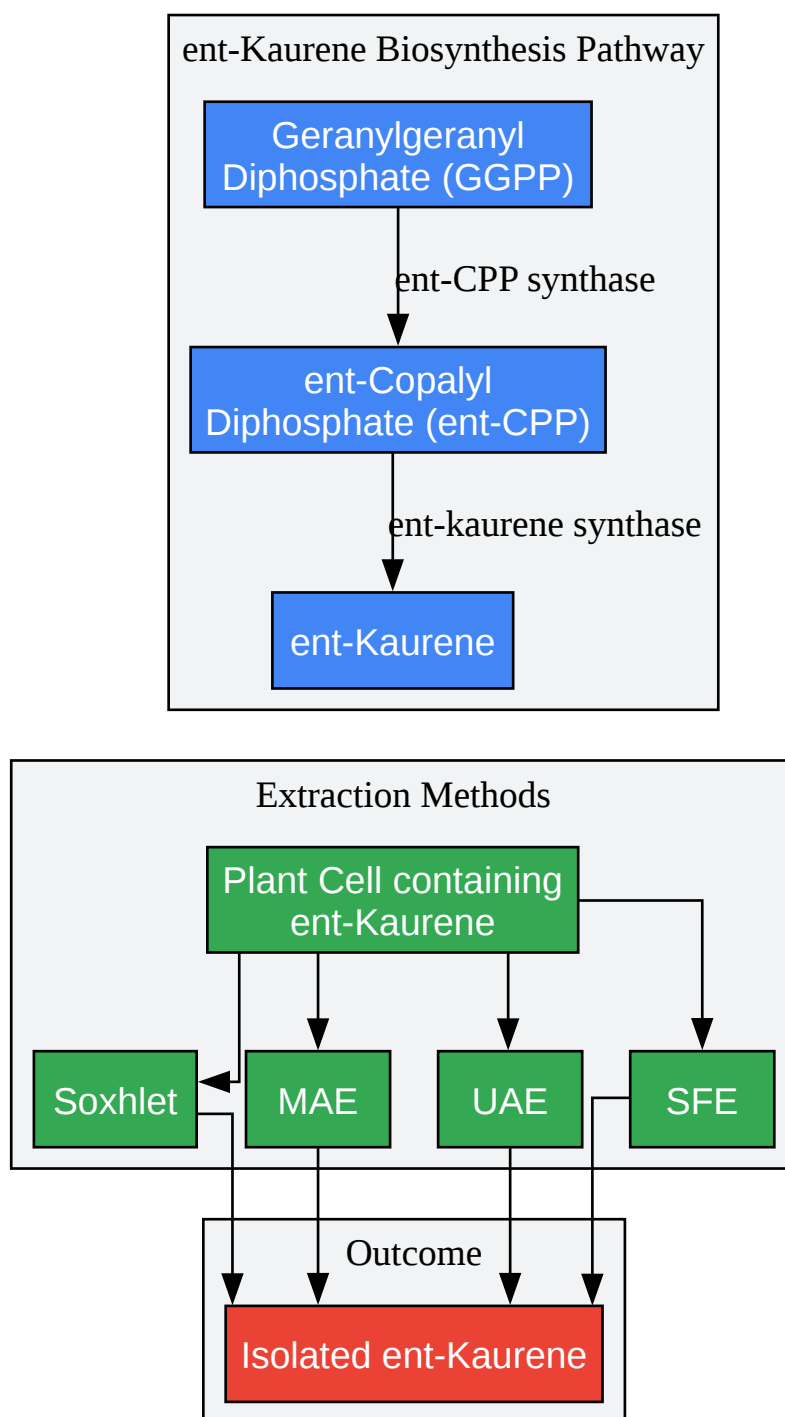 ent-Kaurene Biosynthesis Pathway
Geranylgeranyl
Diphosphate (GGPP)
ent-CPP synthase
ent-Copalyl
Diphosphate (ent-CPP)
ent-kaurene synthase
ent-Kaurene
Extraction Methods
Plant Cell containing
ent-Kaurene
Soxhlet
MAE
UAE
SFE
Outcome
Isolated ent-Kaurene